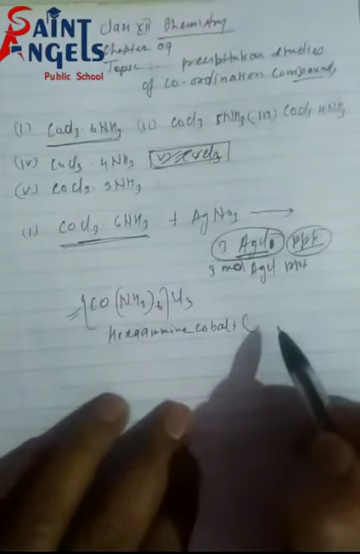 SAINT
ANGELS
Public School
Class XII Chemistry
Chapter 09
Topic :- precipitation studies
of co-ordination compounds
(i) CoCl3 6NH3 (ii) CoCl3 5NH3 (iii) CoCl3 4NH3
(iv) CoCl3 . 4NH3
(v) CoCl3 . 3NH3
(i) COCl3 6NH3 + AgNO3 →
3 AgCl ppt
3 mol AgCl ppt
[CO(NH3)6]Cl3
Hexaammine cobalt (